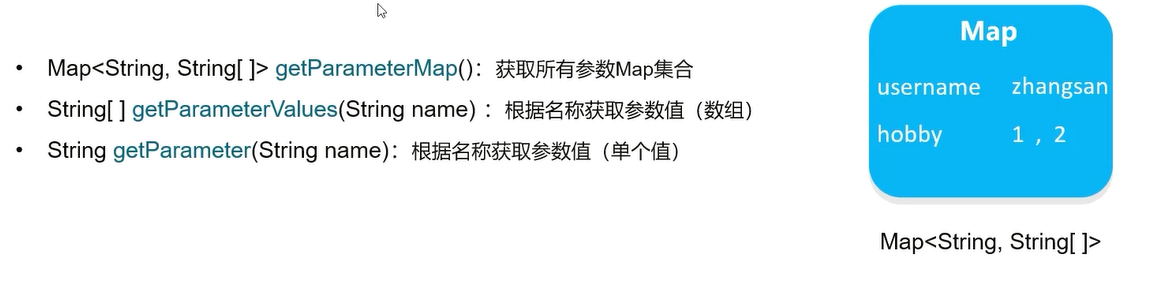 • Map<String, String[ ]> getParameterMap()：获取所有参数Map集合
• String[ ] getParameterValues(String name) ：根据名称获取参数值（数组）
• String getParameter(String name)：根据名称获取参数值（单个值）
Map
username zhangsan
hobby 1 , 2
Map<String, String[ ]>